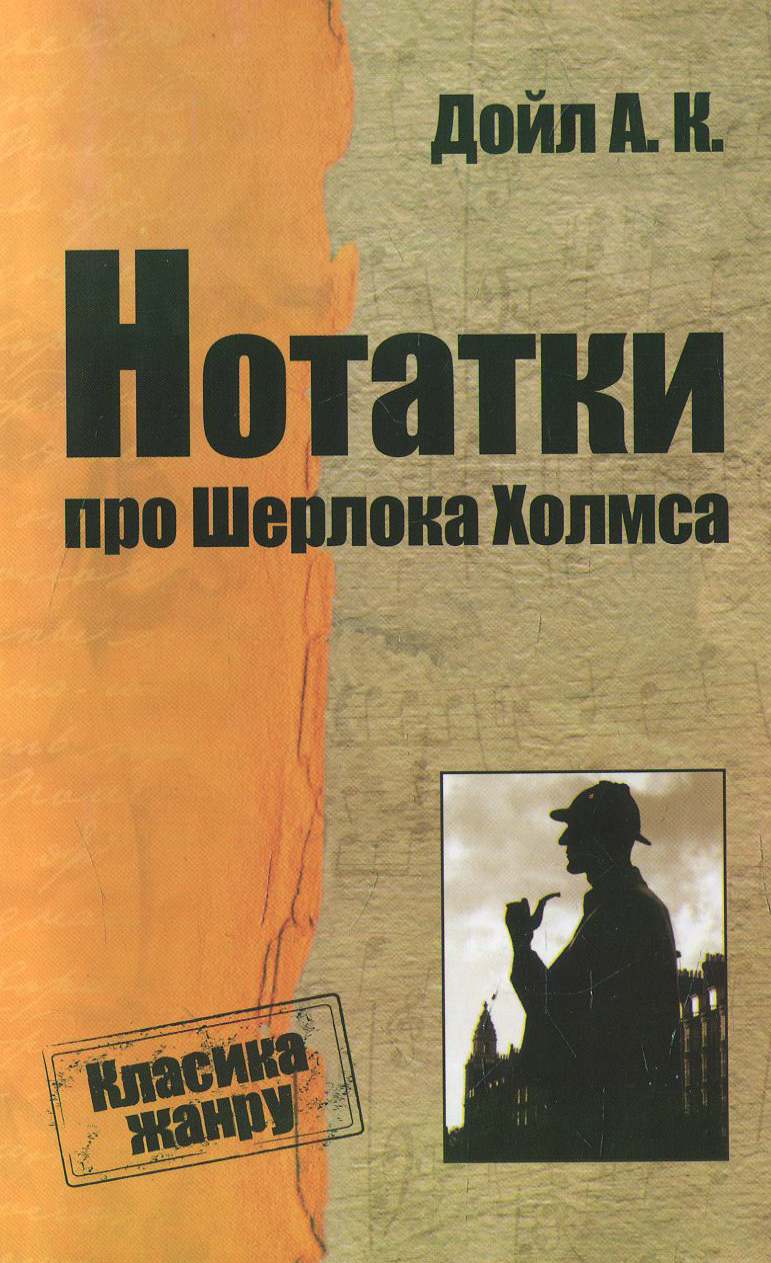 Дойл А. К.
Нотатки
про Шерлока Холмса
Класика
жанру